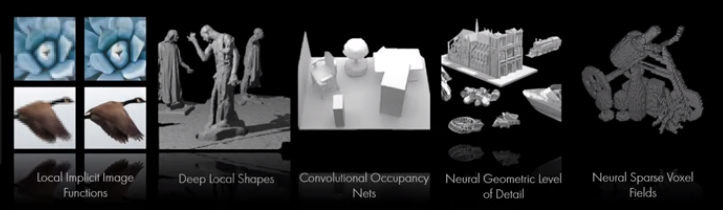 Local Implicit Image
Functions
Deep Local Shapes
Convolutional Occupancy
Nets
Neural Geometric Level
of Detail
Neural Sparse Voxel
Fields